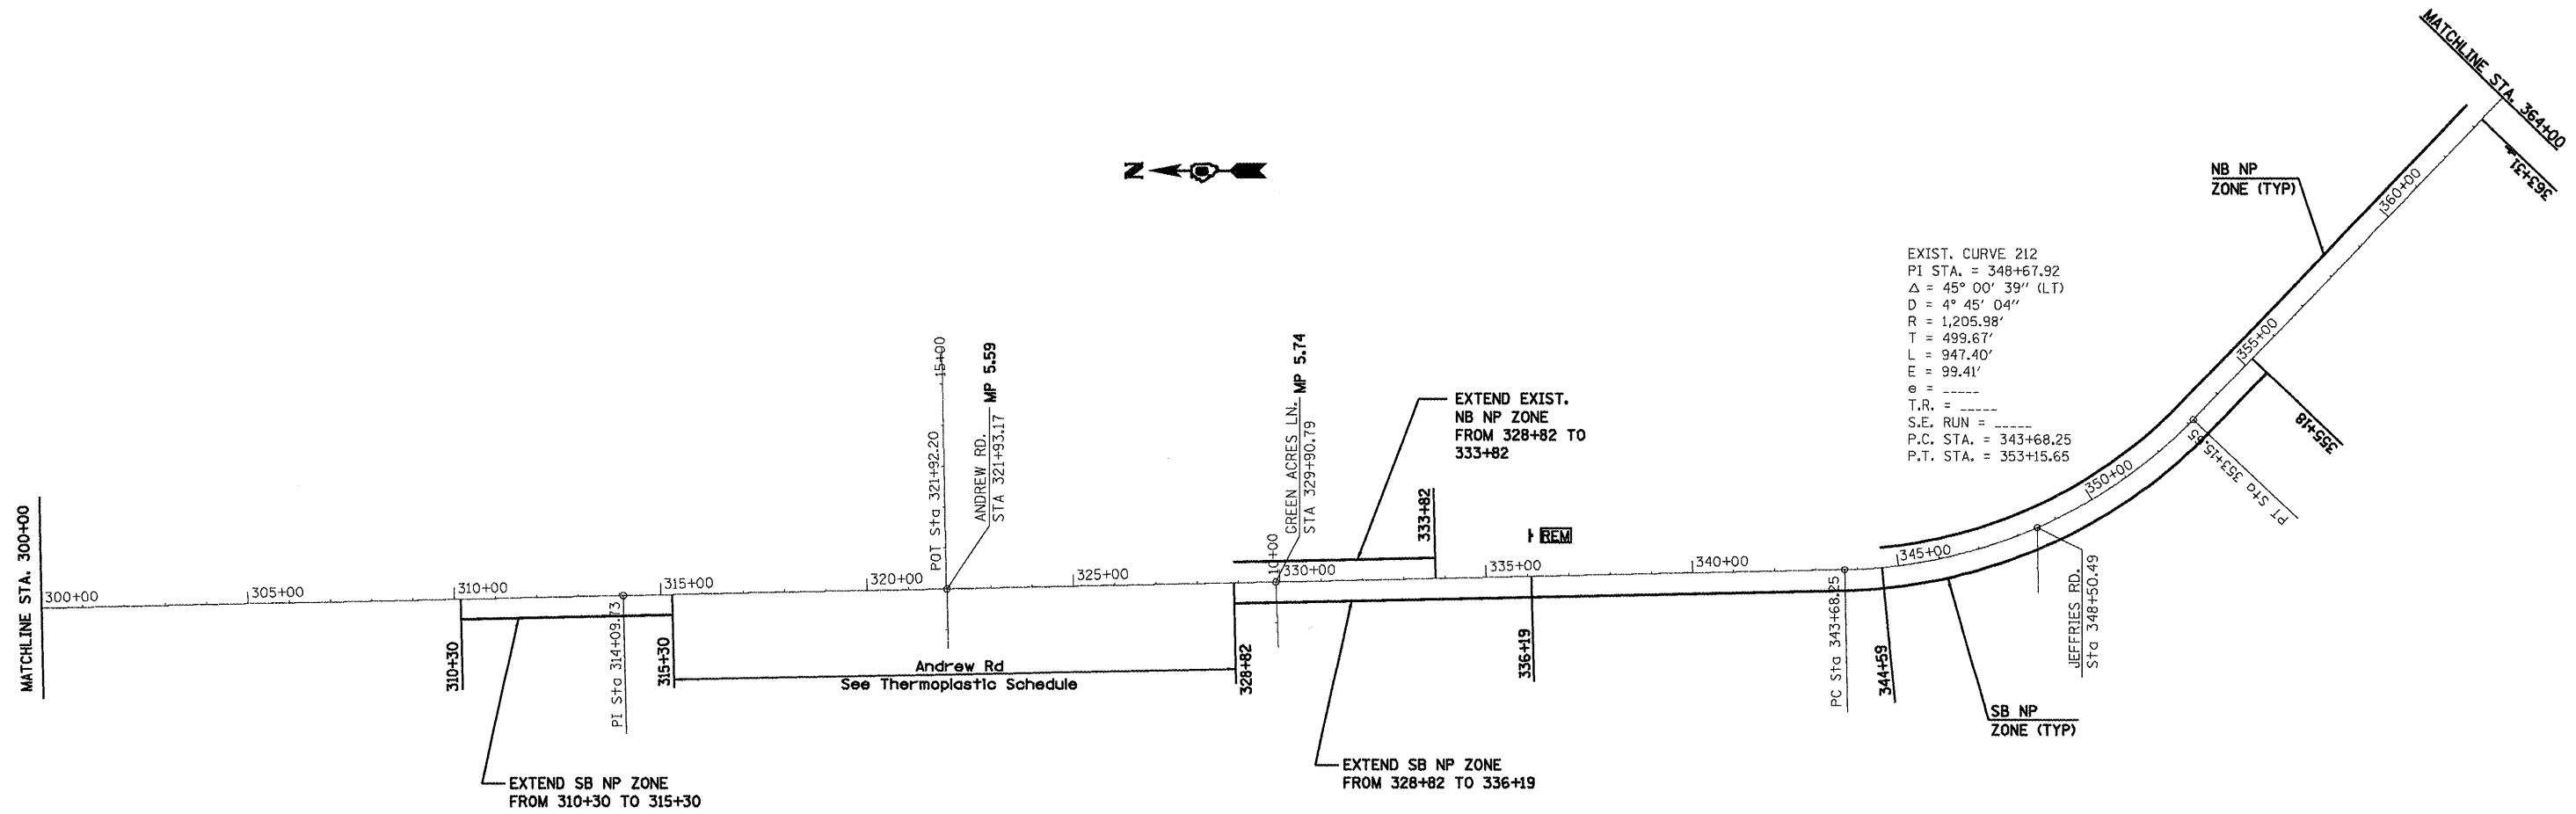 MATCHLINE STA. 300+00
300+00
305+00
310+00
315+00
320+00
325+00
330+00
335+00
340+00
345+00
350+00
355+00
360+00
310+30
PI Sta 314+09.73
315+30
EXTEND SB NP ZONE
FROM 310+30 TO 315+30
Andrew Rd
See Thermoplastic Schedule
POT Sta 321+92.20
15+00
ANDREW RD.
STA 321+93.17
MP 5.59
N
328+82
10+00
GREEN ACRES LN.
STA 329+90.79
MP 5.74
EXTEND EXIST.
NB NP ZONE
FROM 328+82 TO
333+82
333+82
REM
336+19
EXTEND SB NP ZONE
FROM 328+82 TO 336+19
PC Sta 343+68.25
344+59
SB NP
ZONE (TYP)
JEFFRIES RD.
Sta 348+50.49
EXIST. CURVE 212
PI STA. = 348+67.92
Δ = 45° 00' 39" (LT)
D = 4° 45' 04"
R = 1,205.98'
T = 499.67'
L = 947.40'
E = 99.41'
e = _____
T.R. = _____
S.E. RUN = _____
P.C. STA. = 343+68.25
P.T. STA. = 353+15.65
PT Sta 353+15.65
355+18
NB NP
ZONE (TYP)
363+31
MATCHLINE STA. 364+00